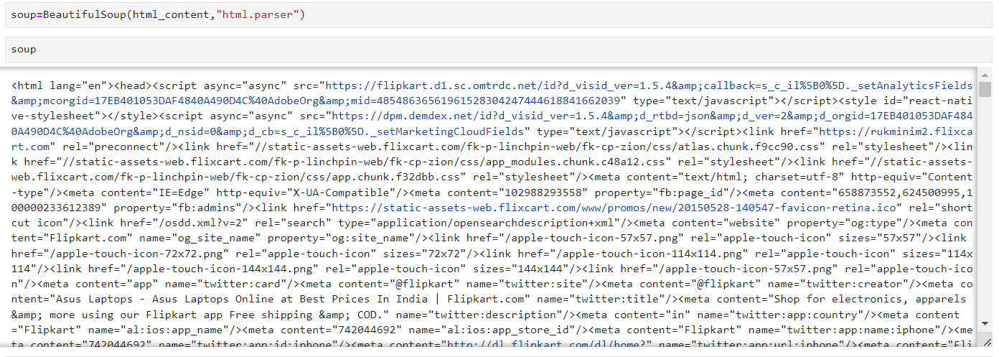 soup=BeautifulSoup(html_content,"html.parser")
soup
<html lang="en"><head><script async="async" src="https://flipkart.d1.sc.omtrdc.net/id?d_visid_ver=1.5.4&amp;callback=s_c_il%5B0%5D._setAnalyticsFields
&amp;mcorgid=17EB401053DAF4840A490D4C%40AdobeOrg&amp;mid=48548636561961528304247444618841662039" type="text/javascript"></script><style id="react-nati
ve-stylesheet"></style><script async="async" src="https://dpm.demdex.net/id?d_visid_ver=1.5.4&amp;d_rtbd=json&amp;d_ver=2&amp;d_orgid=17EB401053DAF484
0A490D4C%40AdobeOrg&amp;d_nsid=0&amp;d_cb=s_c_il%5B0%5D._setMarketingCloudFields" type="text/javascript"></script><link href="https://rukminim2.flixca
rt.com" rel="preconnect"/><link href="//static-assets-web.flixcart.com/fk-p-linchpin-web/fk-cp-zion/css/atlas.chunk.f9cc90.css" rel="stylesheet"/><lin
k href="//static-assets-web.flixcart.com/fk-p-linchpin-web/fk-cp-zion/css/app_modules.chunk.c48a12.css" rel="stylesheet"/><link href="//static-assets-
web.flixcart.com/fk-p-linchpin-web/fk-cp-zion/css/app.chunk.f32dbb.css" rel="stylesheet"/><meta content="text/html; charset=utf-8" http-equiv="Content
-type"/><meta content="IE=Edge" http-equiv="X-UA-Compatible"/><meta content="102988293558" property="fb:page_id"/><meta content="658873552,624500995,1
00000233612389" property="fb:admins"/><link href="https://static-assets-web.flixcart.com/www/promos/new/20150528-140547-favicon-retina.ico" rel="short
cut icon"/><link href="/osdd.xml?v=2" rel="search" type="application/opensearchdescription+xml"/><meta content="website" property="og:type"/><meta con
tent="Flipkart.com" name="og_site_name" property="og:site_name"/><link href="/apple-touch-icon-57x57.png" rel="apple-touch-icon" sizes="57x57"/><link
href="/apple-touch-icon-72x72.png" rel="apple-touch-icon" sizes="72x72"/><link href="/apple-touch-icon-114x114.png" rel="apple-touch-icon" sizes="114x
114"/><link href="/apple-touch-icon-144x144.png" rel="apple-touch-icon" sizes="144x144"/><link href="/apple-touch-icon-57x57.png" rel="apple-touch-ico
n"/><meta content="app" name="twitter:card"/><meta content="@flipkart" name="twitter:site"/><meta content="@flipkart" name="twitter:creator"/><meta co
ntent="Asus Laptops - Asus Laptops Online at Best Prices In India | Flipkart.com" name="twitter:title"/><meta content="Shop for electronics, apparels
&amp; more using our Flipkart app Free shipping &amp; COD." name="twitter:description"/><meta content="in" name="twitter:app:country"/><meta content
="Flipkart" name="al:ios:app_name"/><meta content="742044692" name="al:ios:app_store_id"/><meta content="Flipkart" name="twitter:app:name:iphone"/><me
ta content="742044692" name="twitter:app:id:iphone"/><meta content="http://dl.flipkart.com/dl/home?" name="twitter:app:url:iphone"/><meta content="Fli